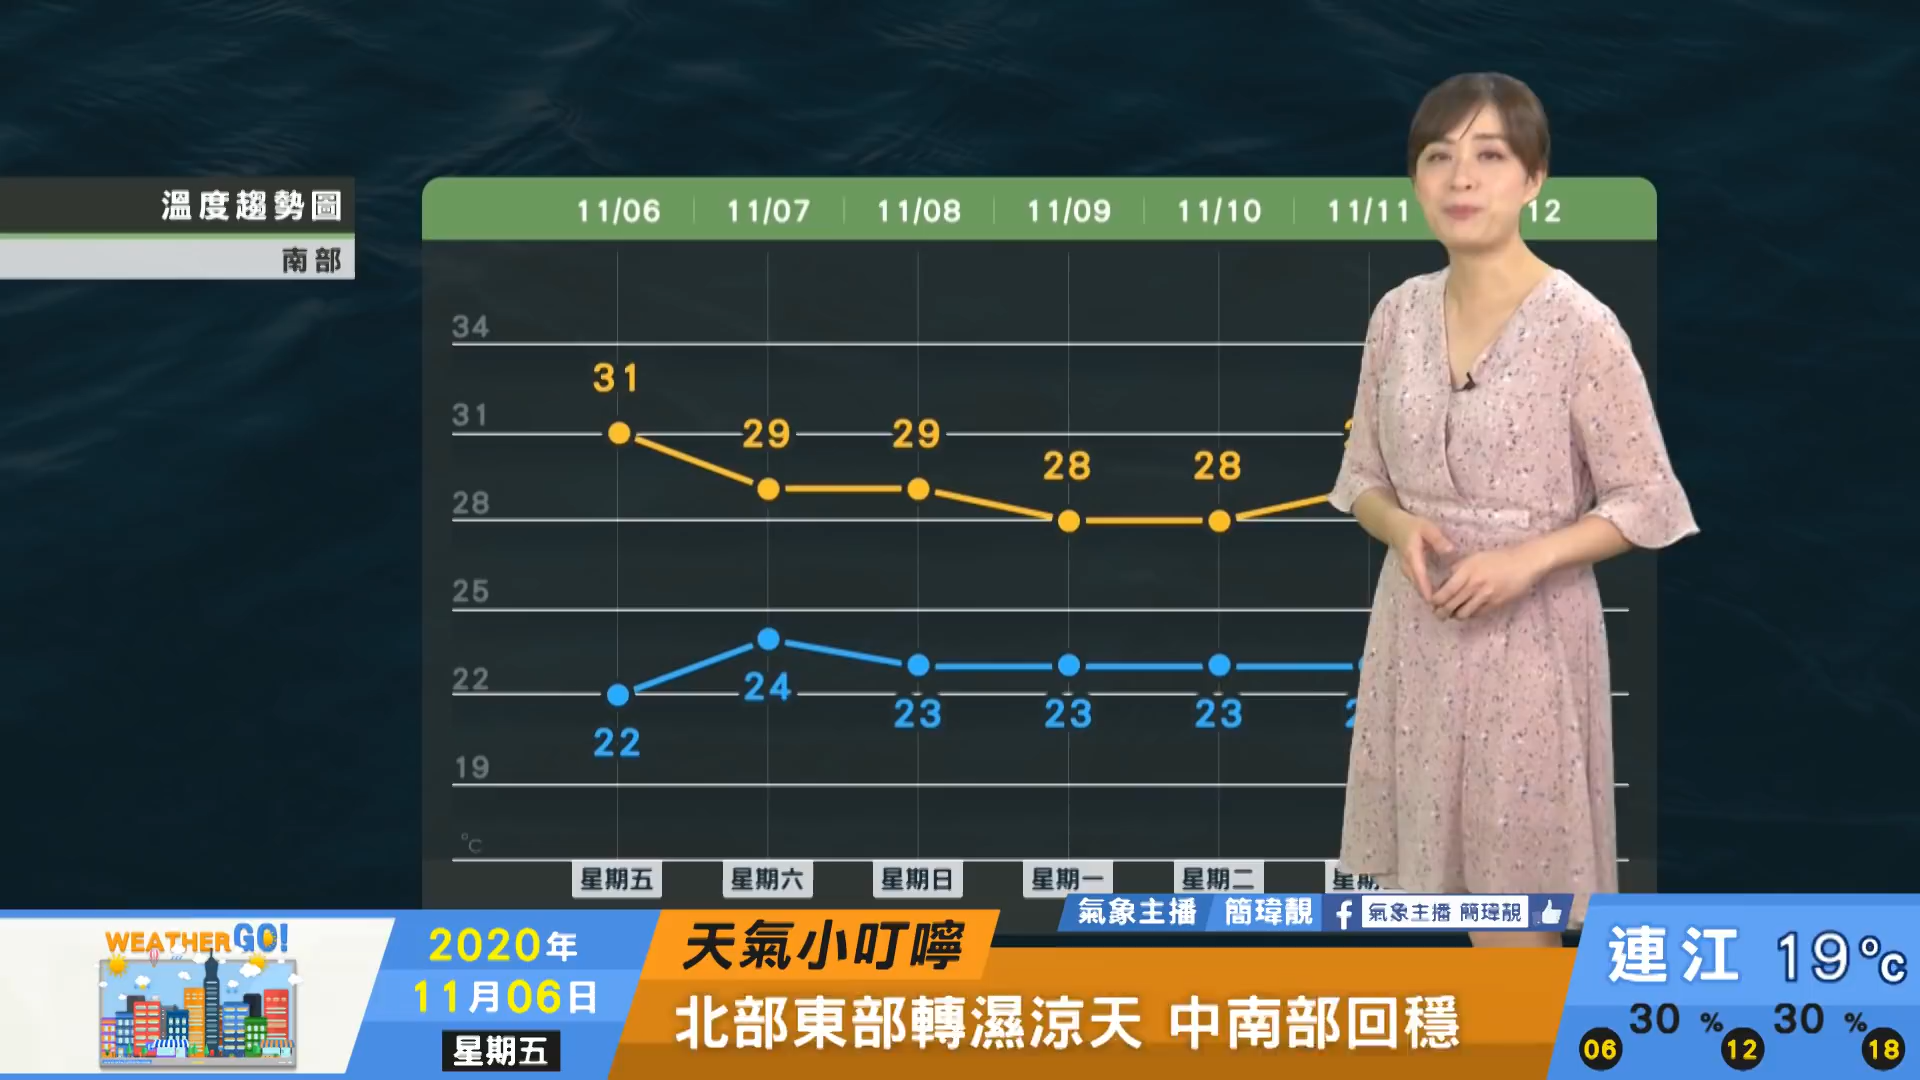 溫度趨勢圖
南部
11/06 11/07 11/08 11/09 11/10 11/11 12
34
31
31
29
29
28
28
28
25
22
24
23
23
23
22
19
°C
星期五 星期六 星期日 星期一 星期二 星期
氣象主播 簡瑋靚 f 氣象主播 簡瑋靚
WEATHER GO!
2020年
11月06日
星期五
天氣小叮嚀
北部東部轉濕涼天 中南部回穩
連江 19°C
30 % 30 %
06 12 18